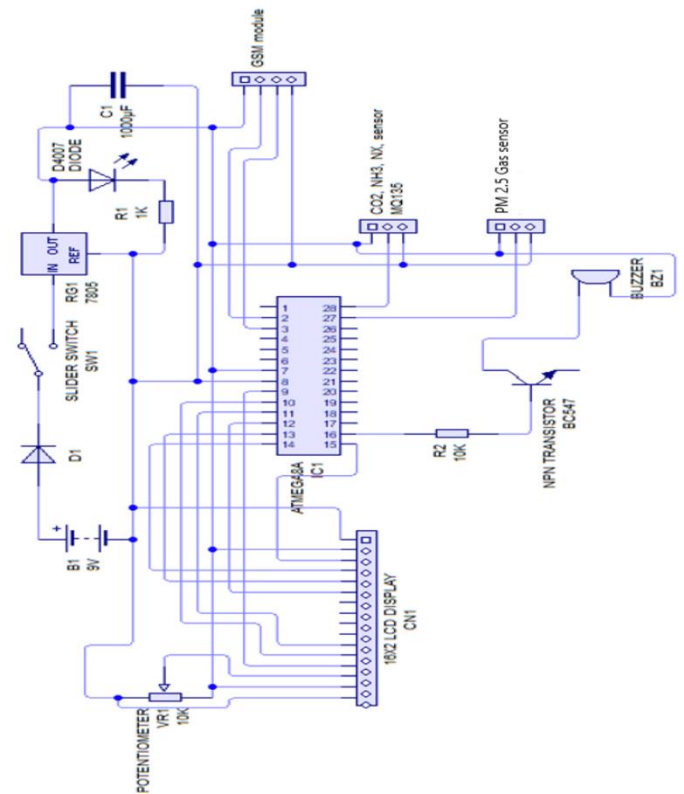 GSM module
C1
1000µF
D4007
DIODE
R1
1K
IN OUT
REF
RG1
7805
SLIDER SWITCH
SW1
D1
+
B1
9V
CO2, NH3, NX, sensor
MQ135
PM 2.5 Gas sensor
BUZZER
BZ1
1
2
3
4
5
6
7
8
9
10
11
12
13
14
28
27
26
25
24
23
22
21
20
19
18
17
16
15
ATMEGA8A
IC1
R2
10K
NPN TRANSISTOR
BC547
16X2 LCD DISPLAY
CN1
POTENTIOMETER
VR1
10K